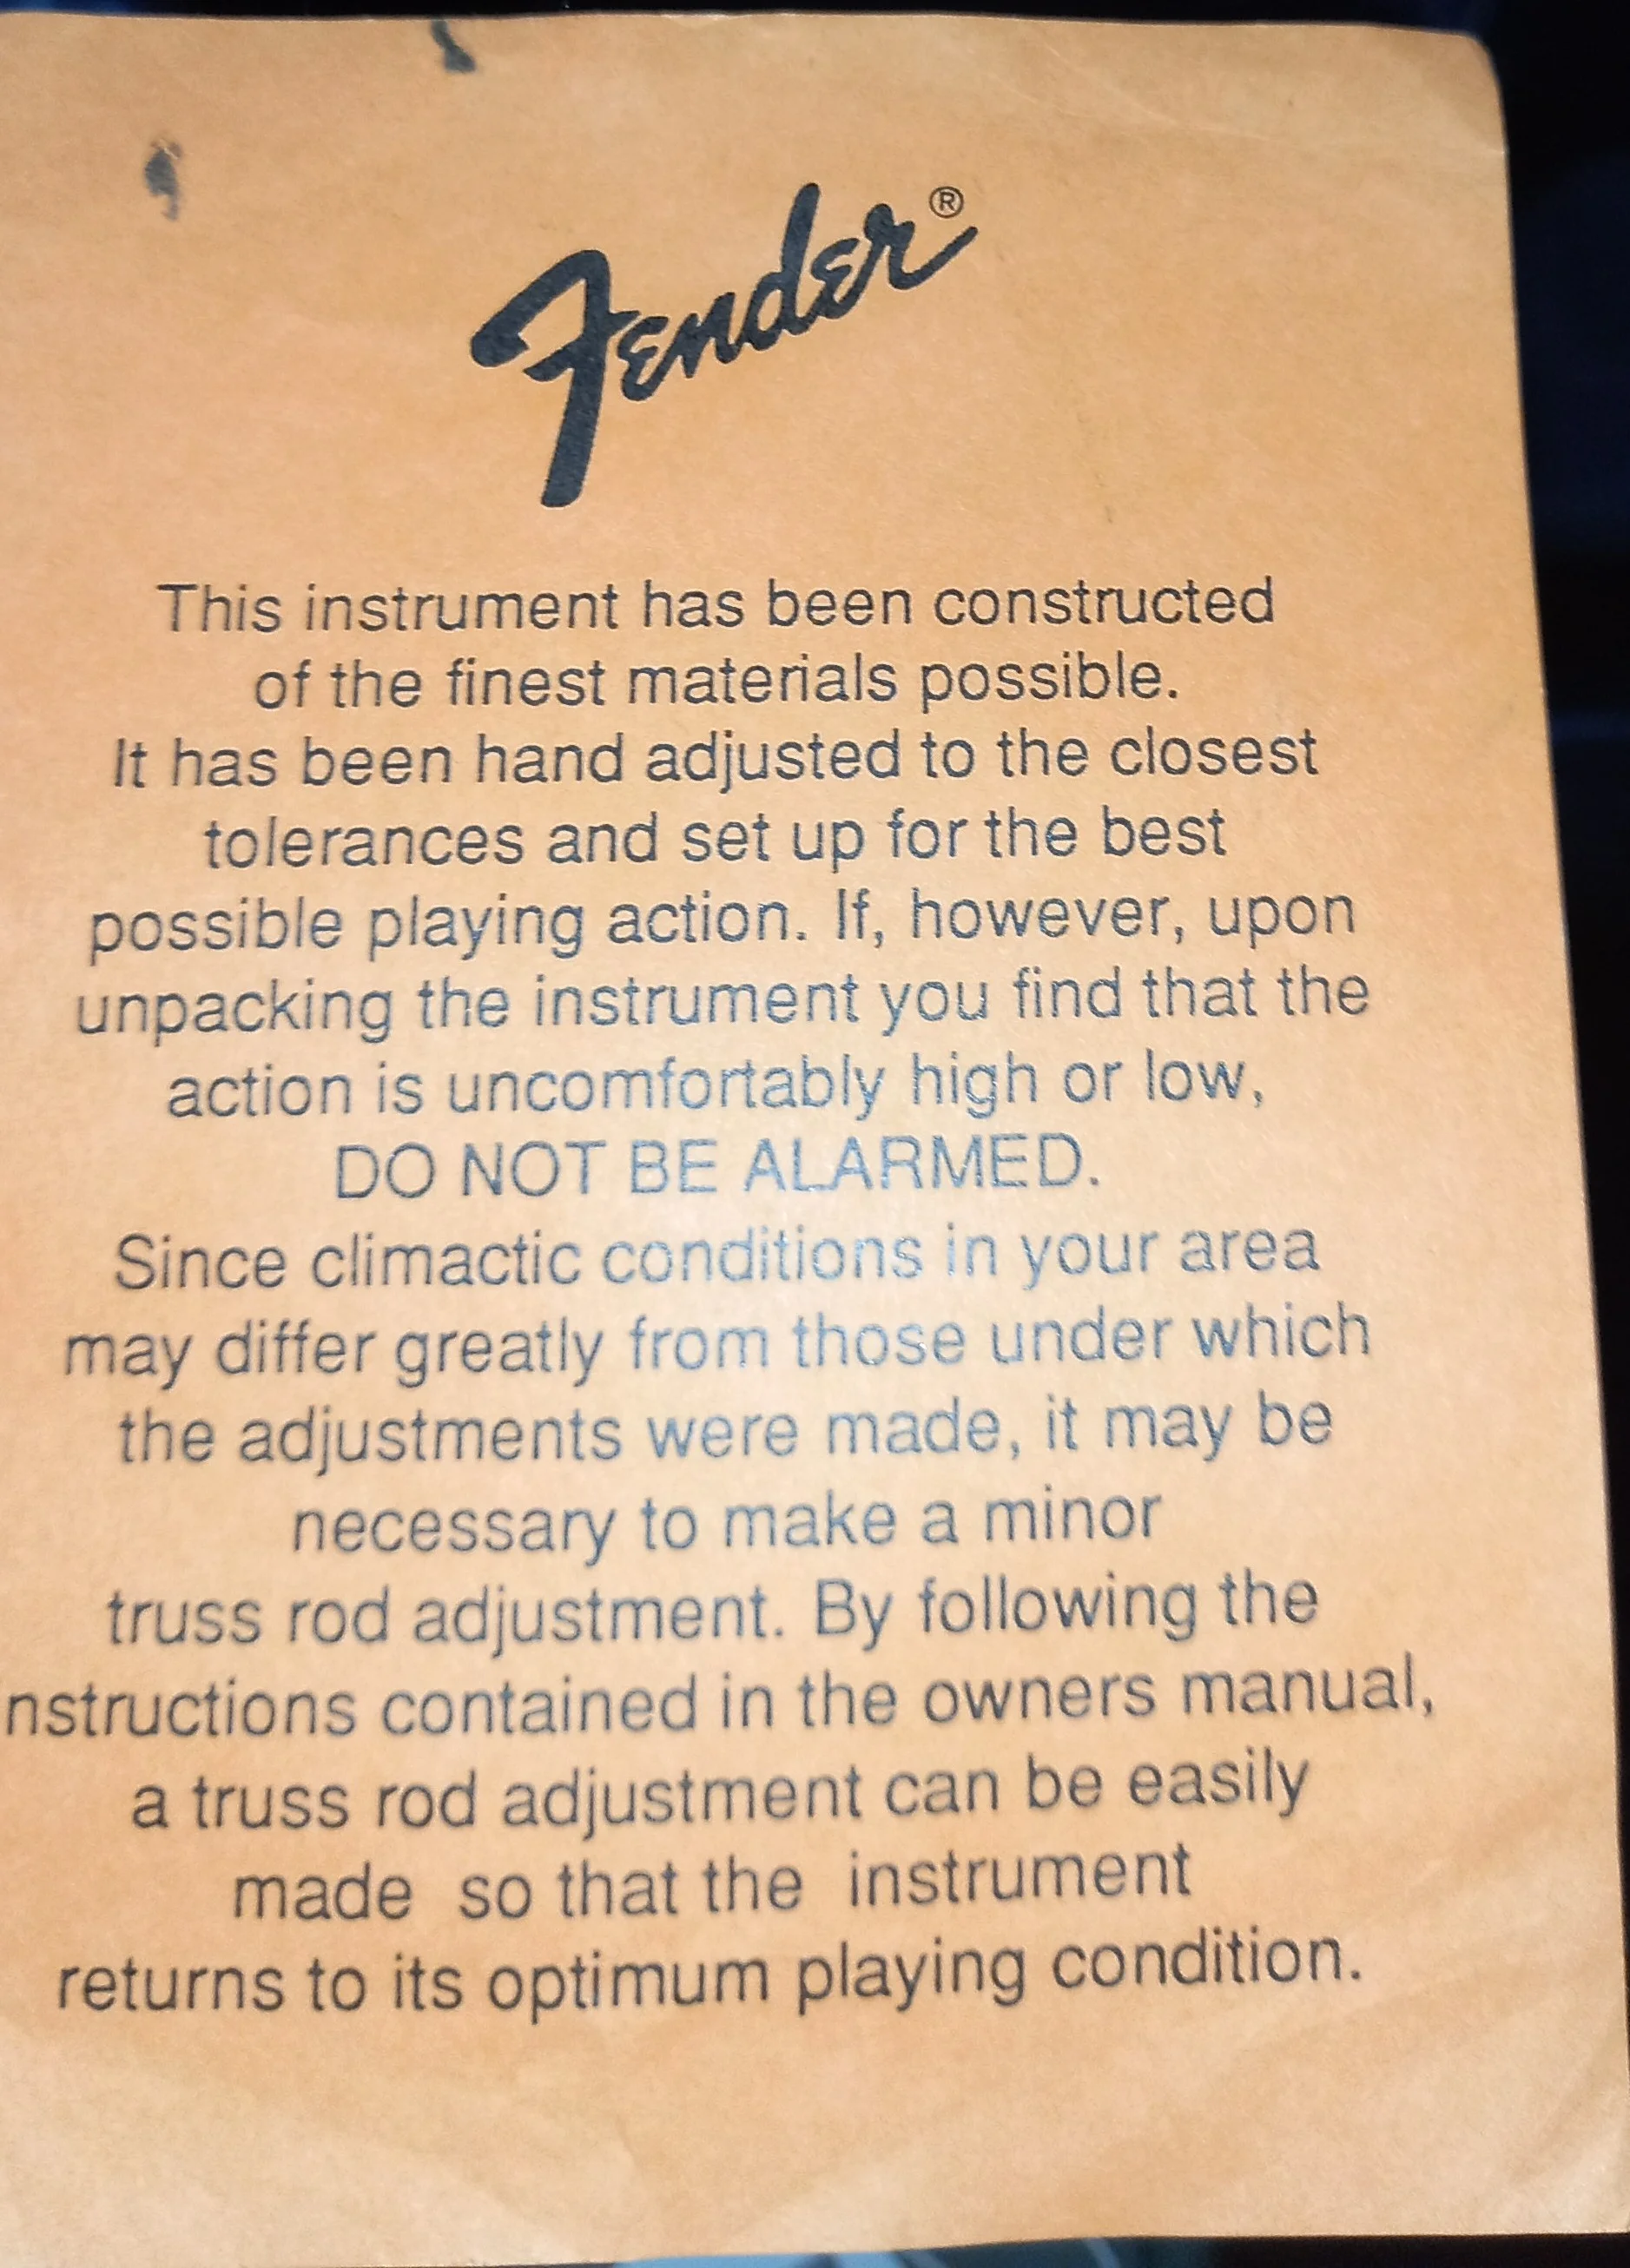 Fender®
This instrument has been constructed
of the finest materials possible.
It has been hand adjusted to the closest
tolerances and set up for the best
possible playing action. If, however, upon
unpacking the instrument you find that the
action is uncomfortably high or low,
DO NOT BE ALARMED.
Since climactic conditions in your area
may differ greatly from those under which
the adjustments were made, it may be
necessary to make a minor
truss rod adjustment. By following the
nstructions contained in the owners manual,
a truss rod adjustment can be easily
made so that the instrument
returns to its optimum playing condition.